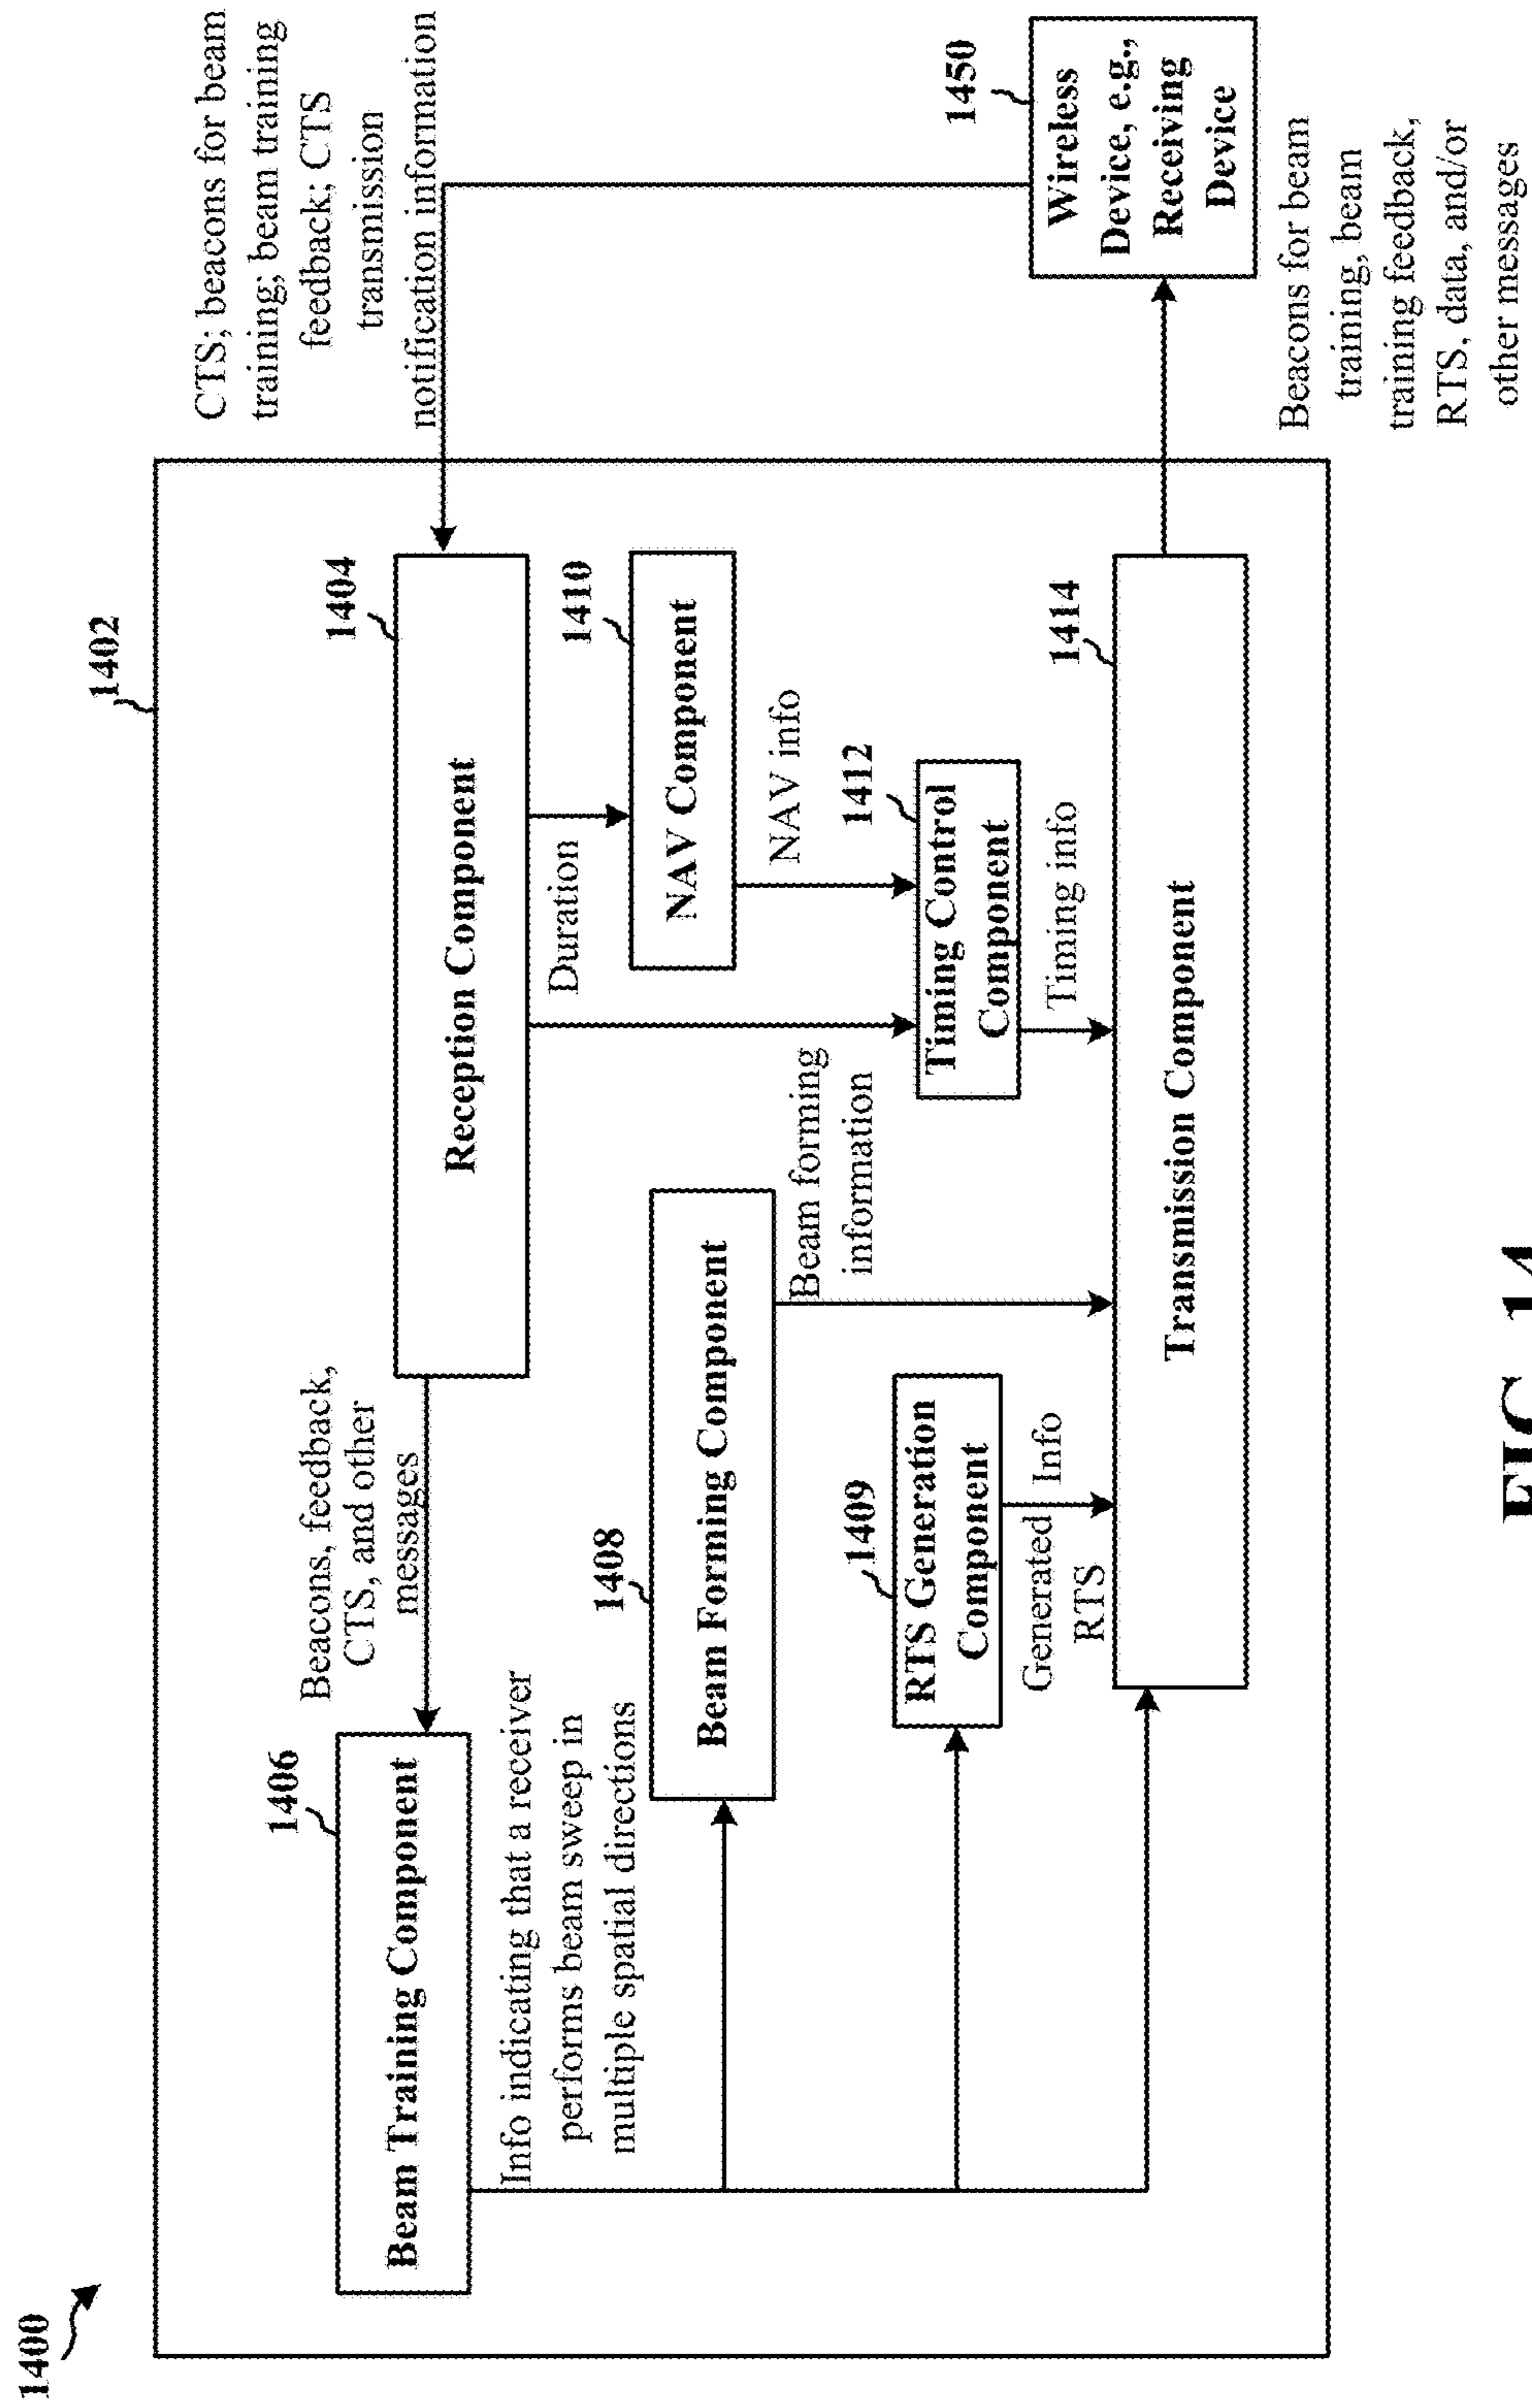 1400
1402
CTS; beacons for beam
training; beam training
feedback; CTS
transmission
notification information
1406
Beam Training Component
Beacons, feedback,
CTS, and other
messages
1404
Reception Component
Info indicating that a receiver
performs beam sweep in
multiple spatial directions
1408
Beam Forming Component
Duration
1410
NAV Component
NAV info
Beam forming
information
1412
Timing Control
Component
Timing info
1409
RTS Generation
Component
Generated Info
RTS
1414
Transmission Component
1450
Wireless
Device, e.g.,
Receiving
Device
Beacons for beam
training, beam
training feedback,
RTS, data, and/or
other messages
FIG. 14